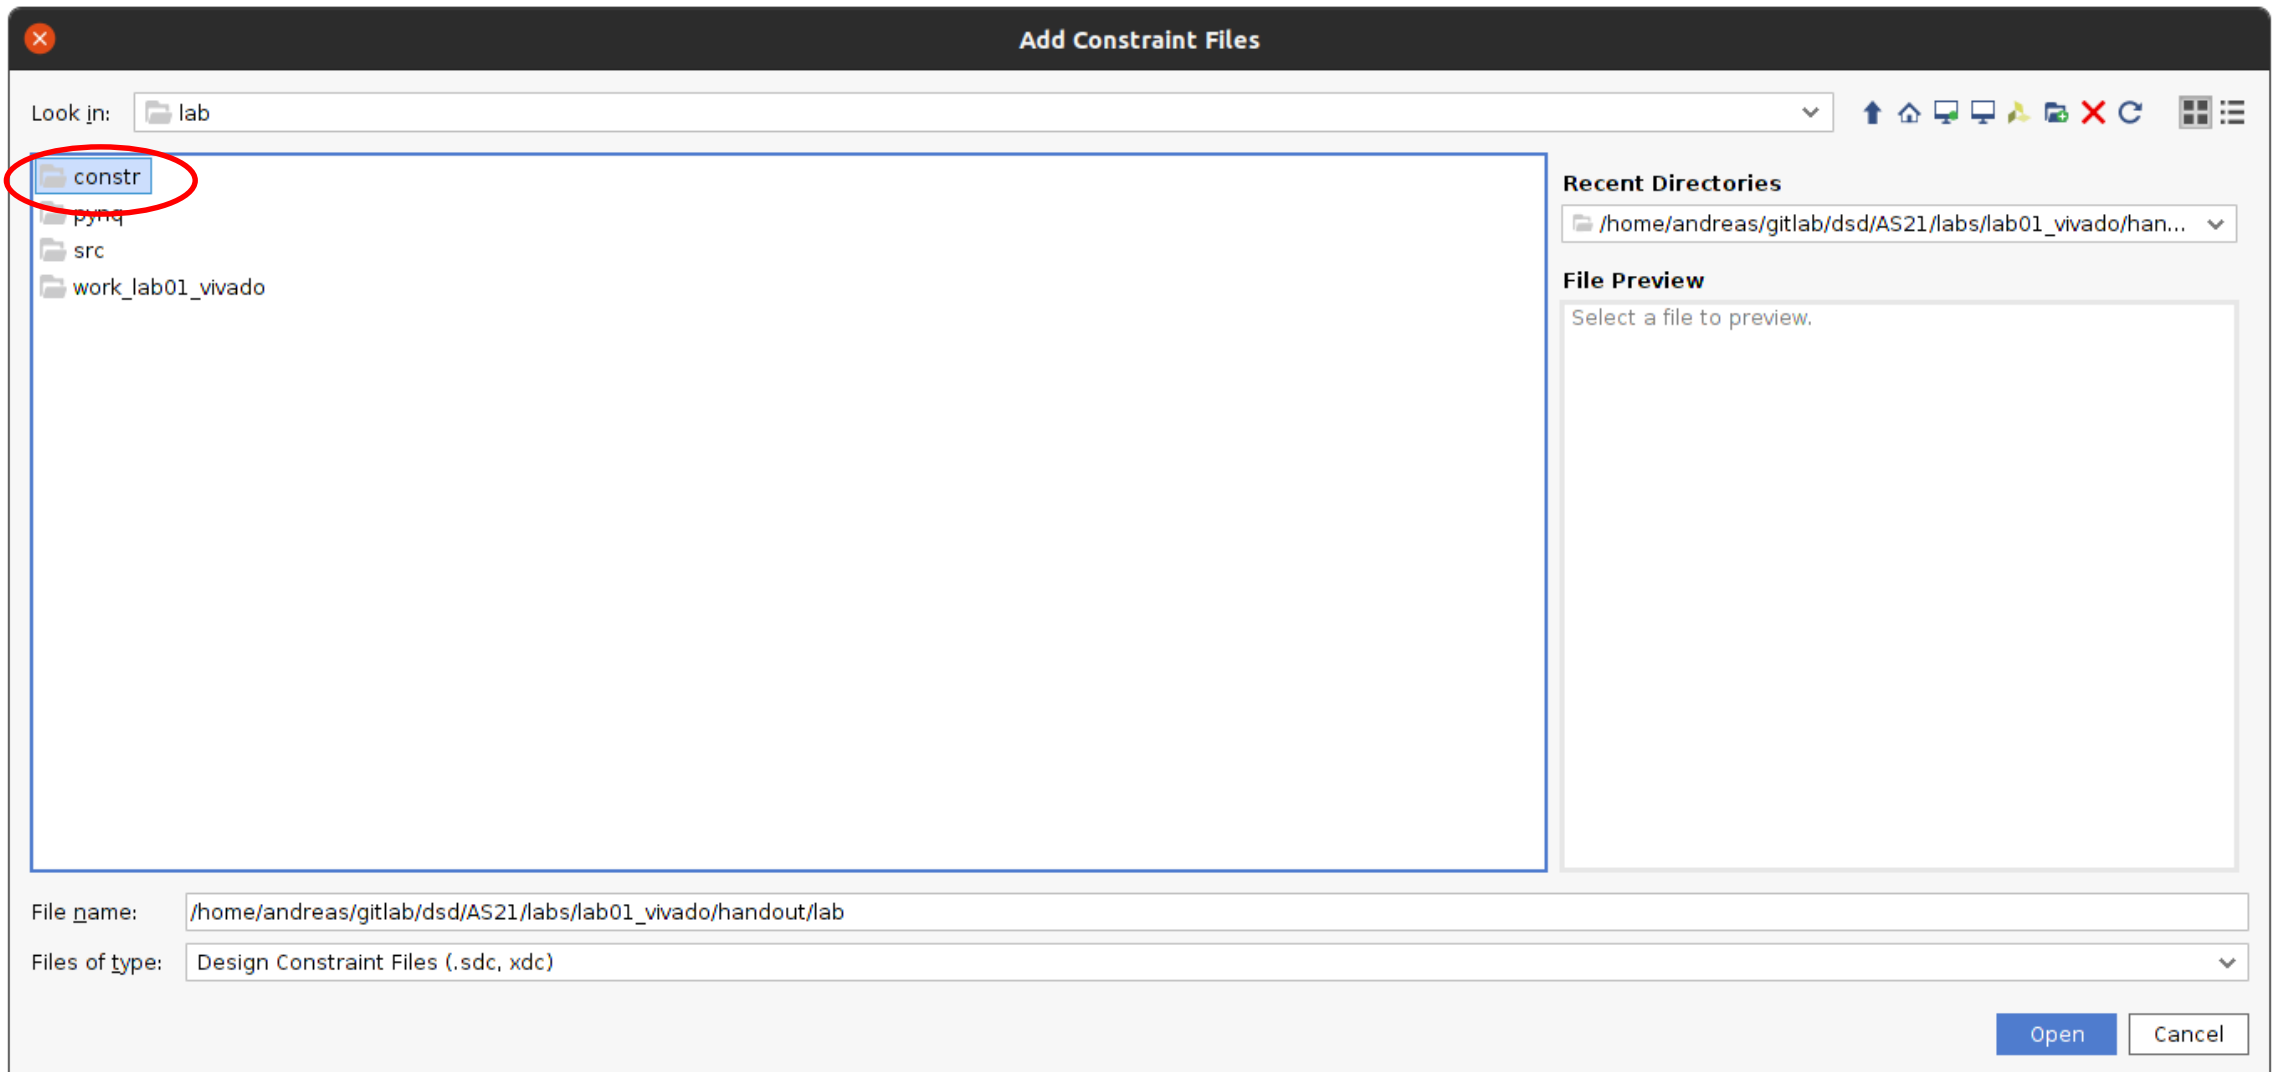 Add Constraint Files
Look in: lab
constr
pynq
src
work_lab01_vivado
Recent Directories
/home/andreas/gitlab/dsd/AS21/labs/lab01_vivado/han...
File Preview
Select a file to preview.
File name: /home/andreas/gitlab/dsd/AS21/labs/lab01_vivado/handout/lab
Files of type: Design Constraint Files (.sdc, xdc)
Open Cancel